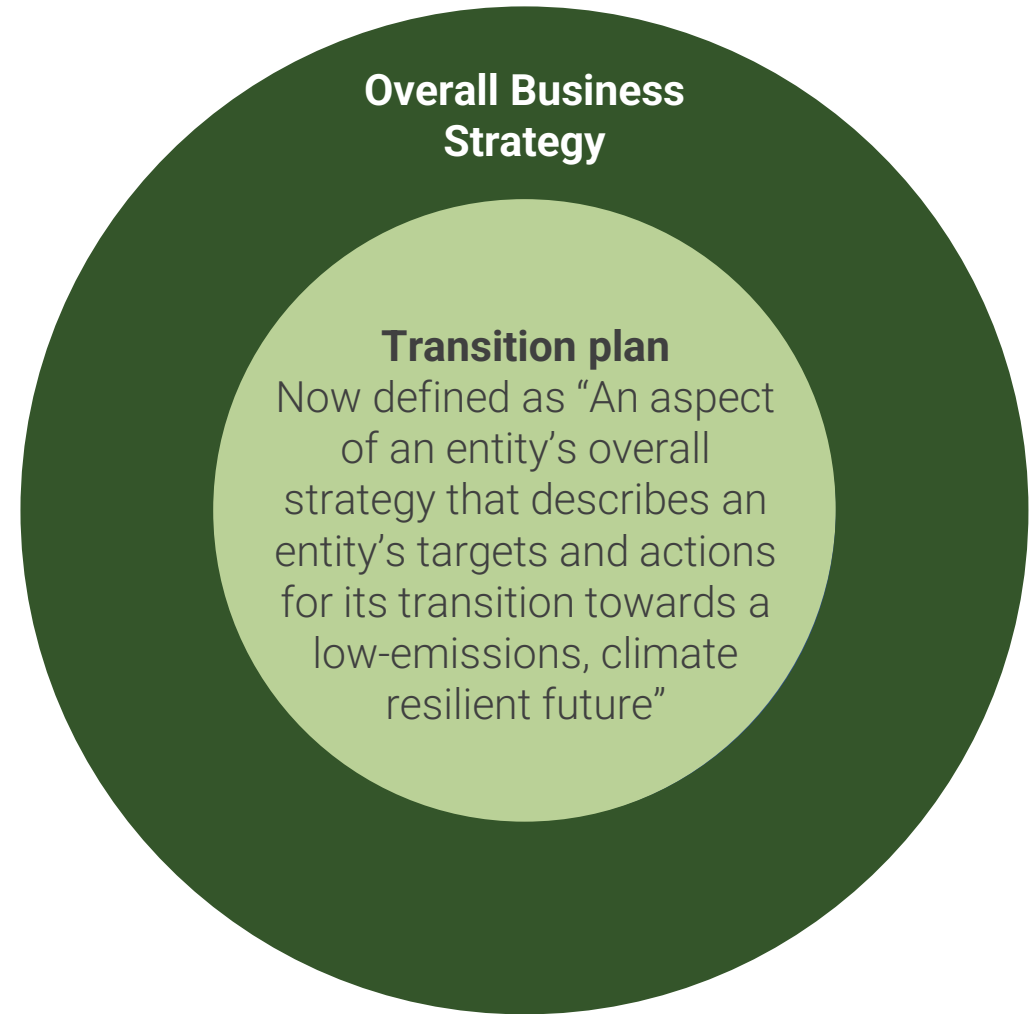 Overall Business
Strategy
Transition plan
Now defined as “An aspect
of an entity’s overall
strategy that describes an
entity’s targets and actions
for its transition towards a
low-emissions, climate
resilient future”